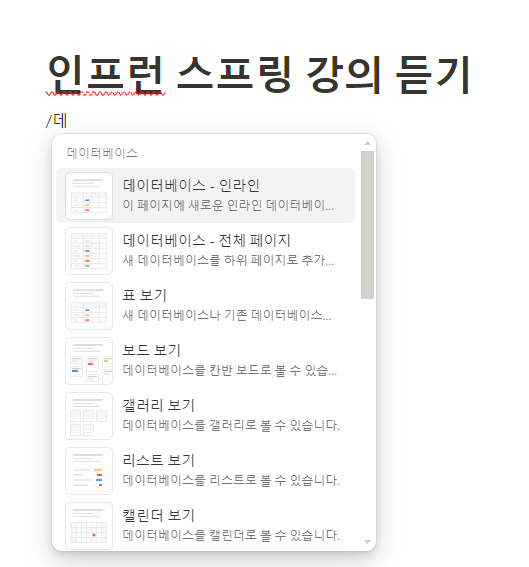 인프런 스프링 강의 듣기
/데
데이터베이스
데이터베이스 - 인라인
이 페이지에 새로운 인라인 데이터베이...
데이터베이스 - 전체 페이지
새 데이터베이스를 하위 페이지로 추가...
표 보기
새 데이터베이스나 기존 데이터베이스...
보드 보기
데이터베이스를 칸반 보드로 볼 수 있습...
갤러리 보기
데이터베이스를 갤러리로 볼 수 있습니다.
리스트 보기
데이터베이스를 리스트로 볼 수 있습니다.
캘린더 보기
데이터베이스를 캘린더로 볼 수 있습니다.